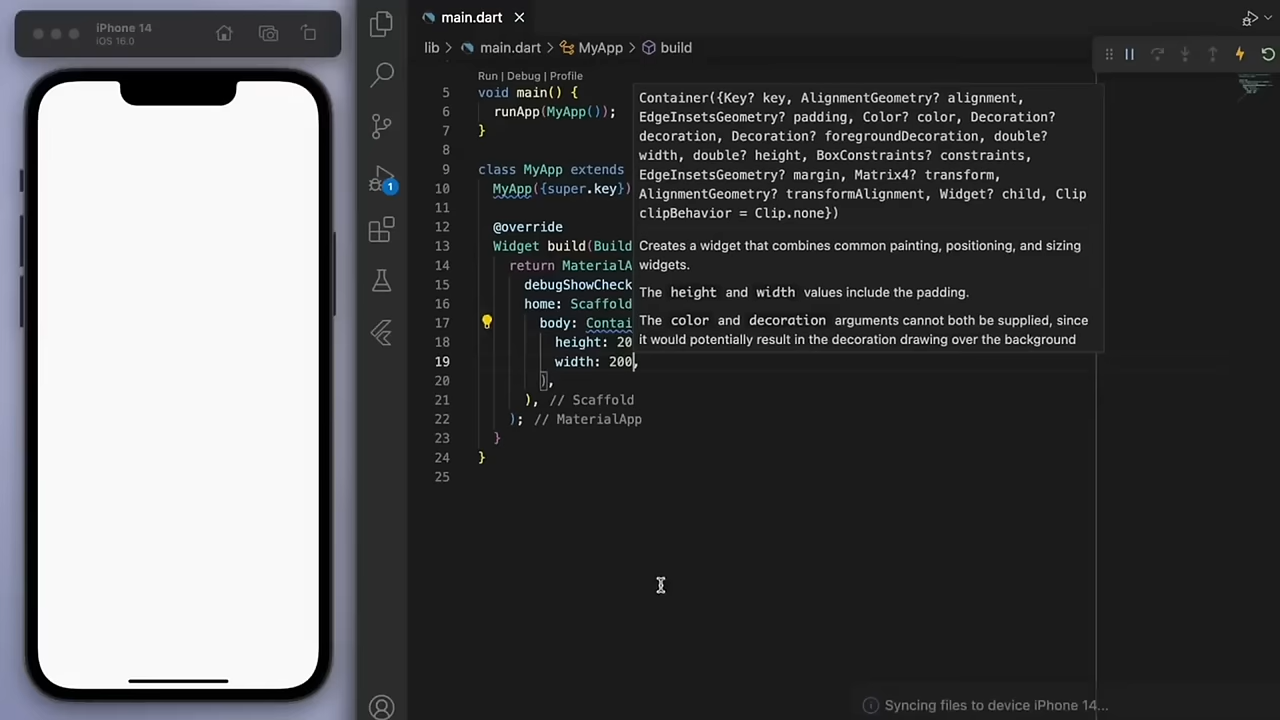 iPhone 14
iOS 16.0
main.dart
lib > main.dart > MyApp > build
Run | Debug | Profile
5 void main() {
6 runApp(MyApp());
7 }
8
9 class MyApp extends
10 MyApp({super.key})
11
12 @override
13 Widget build(Build
14 return MaterialA
15 debugShowCheck
16 home: Scaffold
17 body: Contai
18 height: 20
19 width: 200,
20 ),
21 ), // Scaffold
22 ); // MaterialApp
23 }
24 }
25
Container({Key? key, AlignmentGeometry? alignment,
EdgeInsetsGeometry? padding, Color? color, Decoration?
decoration, Decoration? foregroundDecoration, double?
width, double? height, BoxConstraints? constraints,
EdgeInsetsGeometry? margin, Matrix4? transform,
AlignmentGeometry? transformAlignment, Widget? child, Clip
clipBehavior = Clip.none})
Creates a widget that combines common painting, positioning, and sizing
widgets.
The height and width values include the padding.
The color and decoration arguments cannot both be supplied, since
it would potentially result in the decoration drawing over the background
1
Syncing files to device iPhone 14...